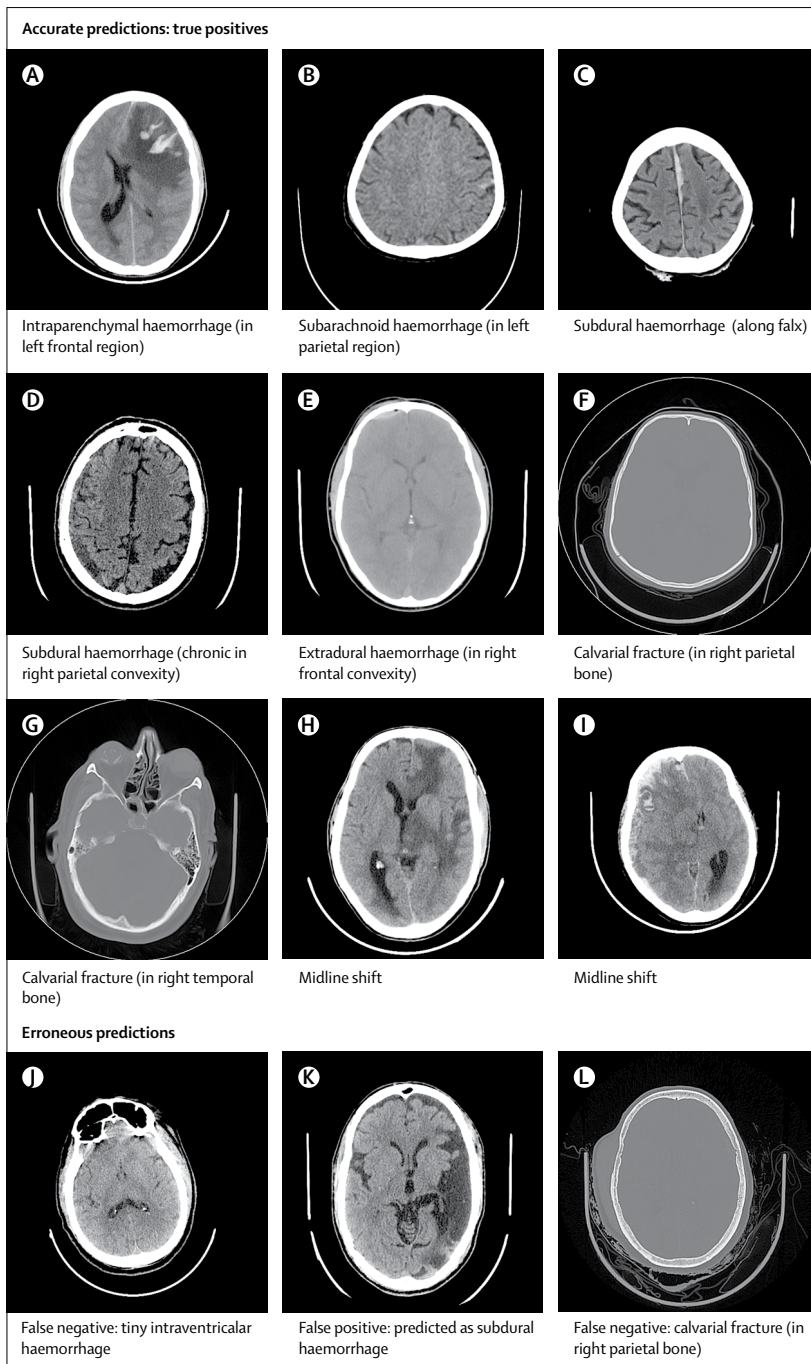 Accurate predictions: true positives
A
B
C
Intraparenchymal haemorrhage (in
left frontal region)
Subarachnoid haemorrhage (in left
parietal region)
Subdural haemorrhage (along falx)
D
E
F
Subdural haemorrhage (chronic in
right parietal convexity)
Extradural haemorrhage (in right
frontal convexity)
Calvarial fracture (in right parietal
bone)
G
H
I
Calvarial fracture (in right temporal
bone)
Midline shift
Midline shift
Erroneous predictions
J
K
L
False negative: tiny intraventricalar
haemorrhage
False positive: predicted as subdural
haemorrhage
False negative: calvarial fracture (in
right parietal bone)